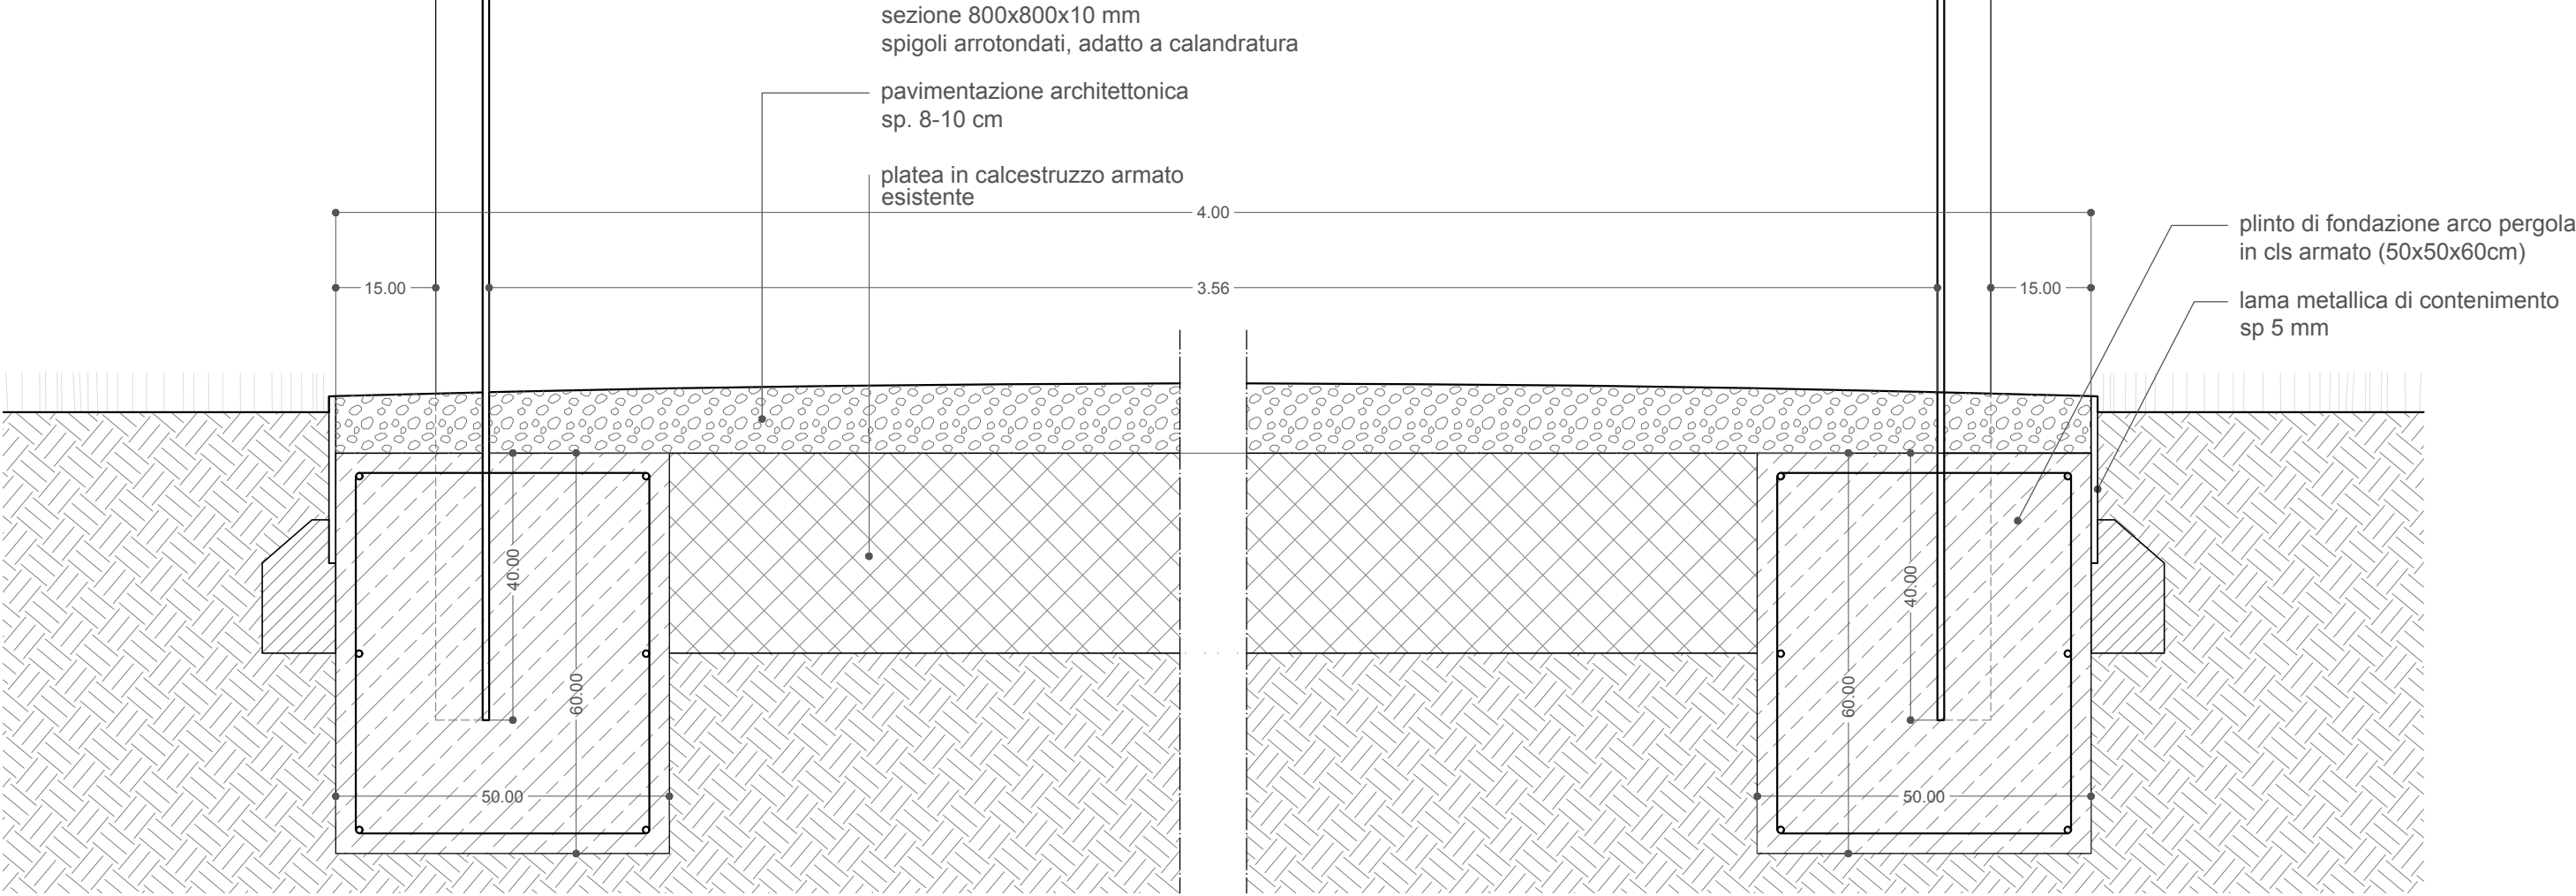 sezione 800x800x10 mm
spigoli arrotondati, adatto a calandratura
pavimentazione architettonica
sp. 8-10 cm
platea in calcestruzzo armato
esistente
4.00
plinto di fondazione arco pergola
in cls armato (50x50x60cm)
15.00
3.56
15.00
lama metallica di contenimento
sp 5 mm
40.00
60.00
50.00
40.00
60.00
50.00